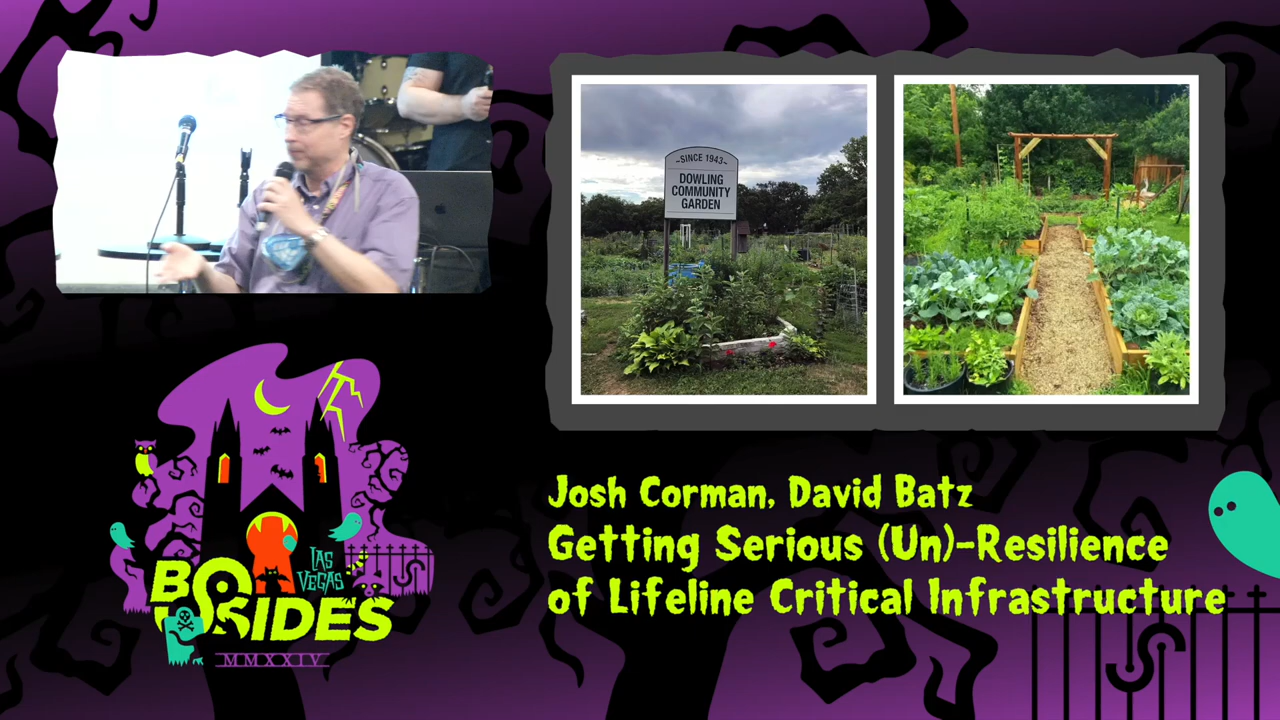 ~SINCE 1943~
DOWLING
COMMUNITY
GARDEN
Josh Corman, David Batz
Getting Serious (Un)-Resilience
of Lifeline Critical Infrastructure
LAS
VEGAS
BSIDES
MMXXIV